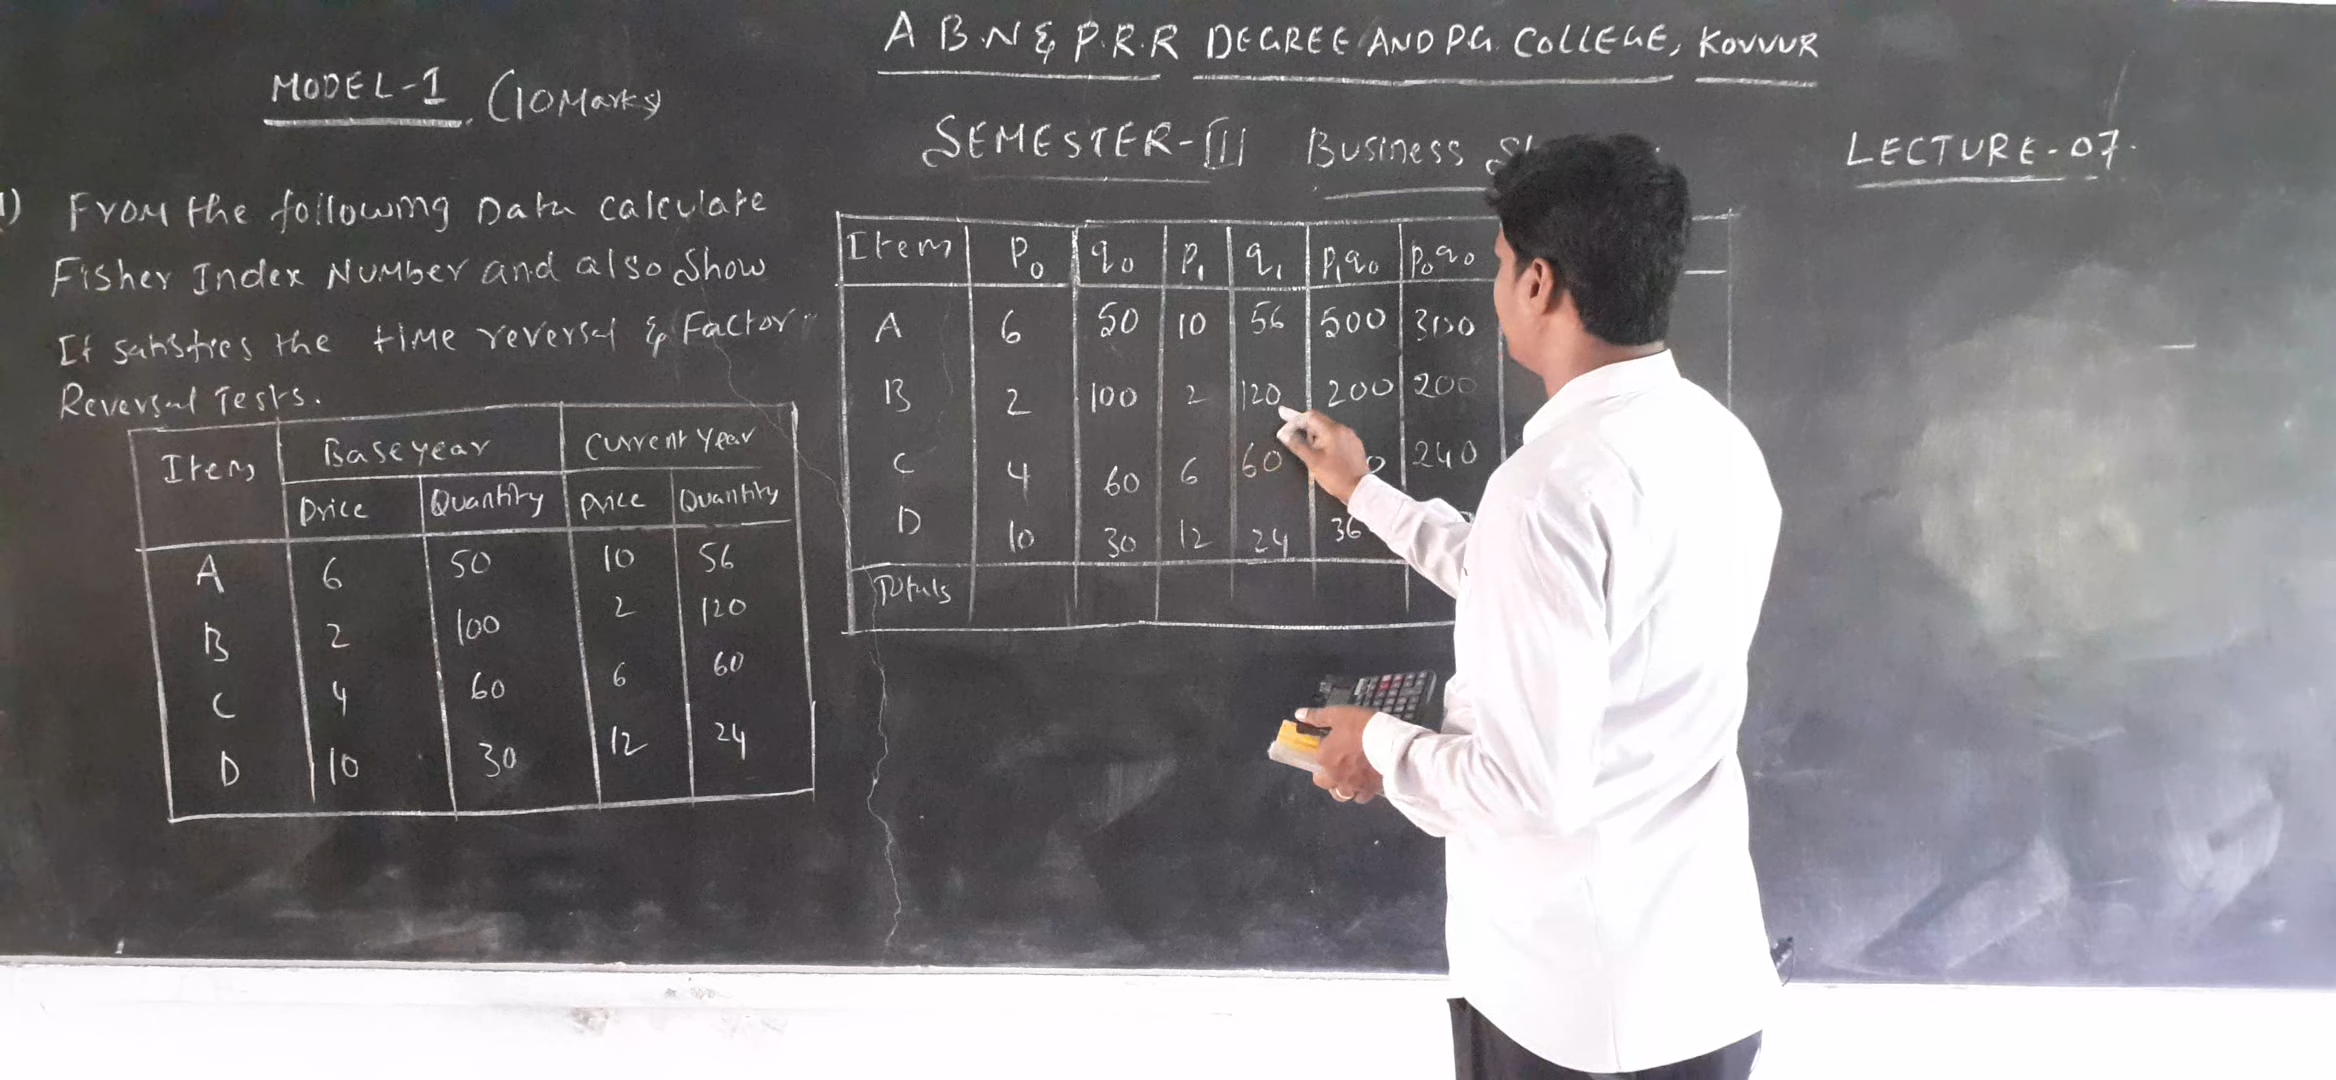 A B.N & P.R.R DEGREE AND P.G. COLLEGE, KOVVUR
SEMESTER-III Business
LECTURE-07.
MODEL-I (10 Marks)
1) From the following Data calculate
Fisher Index Number and also Show
It satisfies the time reversal & Factor
Reversal Tests.
Item Base year Current Year
Price Quantity Price Quantity
A 6 50 10 56
B 2 100 2 120
C 4 60 6 60
D 10 30 12 24
Item P₀ q₀ P₁ q₁ P₁q₀ P₀q₀
A 6 50 10 56 500 300
B 2 100 2 120 200 200
C 4 60 6 60 240
D 10 30 12 24 36
Totals